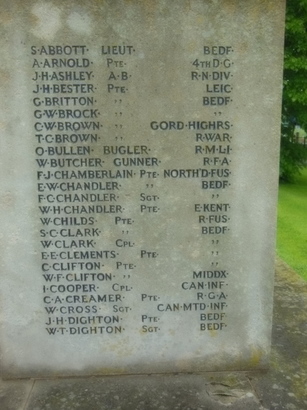 S·ABBOTT· LIEUT· BEDF·
A·ARNOLD· PTE· 4TH D·G·
J·H·ASHLEY· A·B· R·N·DIV·
J·H·BESTER· PTE· LEIC·
G·BRITTON· " BEDF·
G·W·BROCK· " "
C·W·BROWN· " GORD·HIGHRS·
T·C·BROWN· " R·WAR·
O·BULLEN· BUGLER· R·M·L·I·
W·BUTCHER· GUNNER· R·F·A·
F·J·CHAMBERLAIN· PTE· NORTH'D·FUS·
E·W·CHANDLER· " BEDF·
F·C·CHANDLER· SGT· "
W·H·CHANDLER· PTE· E·KENT·
W·CHILDS· PTE· R·FUS·
S·C·CLARK· " BEDF·
W·CLARK· CPL· "
E·E·CLEMENTS· PTE· "
C·CLIFTON· PTE· "
W·F·CLIFTON· " MIDDX·
I·COOPER· CPL· CAN·INF·
C·A·CREAMER· PTE· R·G·A·
W·CROSS· SGT· CAN·MTD·INF·
J·H·DIGHTON· PTE· BEDF·
W·T·DIGHTON· SGT· BEDF·